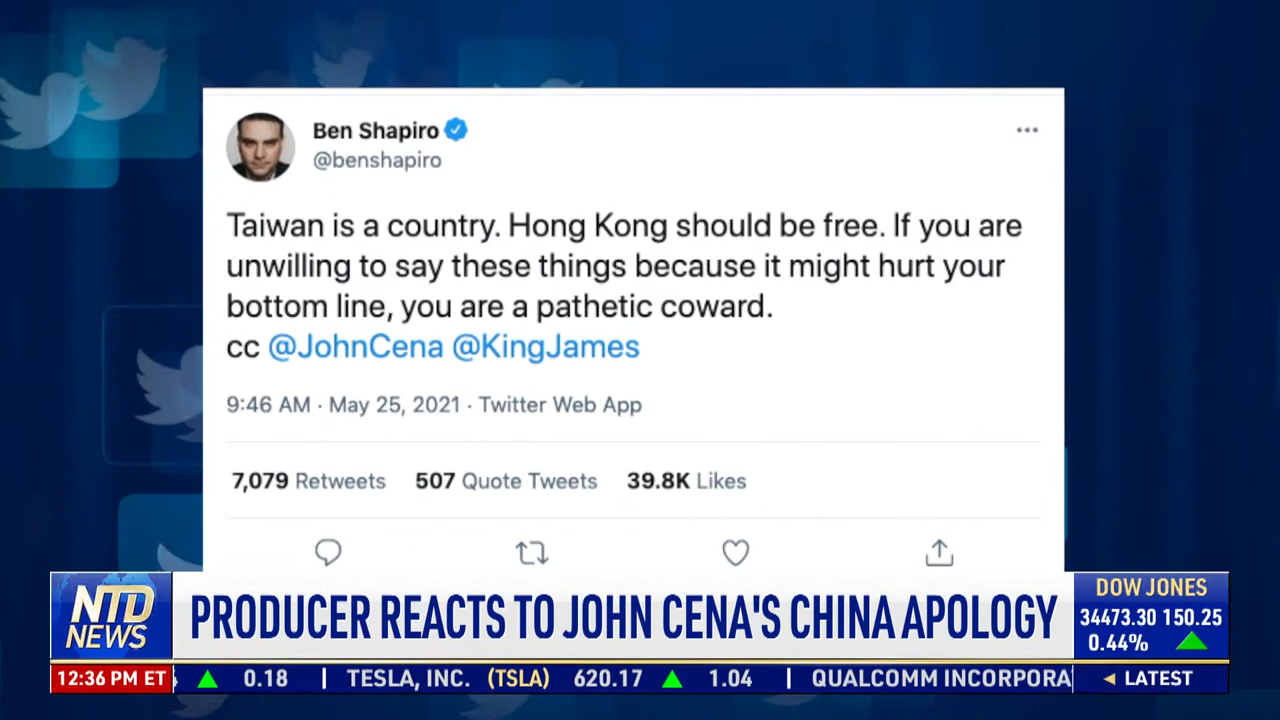 Ben Shapiro
@benshapiro
Taiwan is a country. Hong Kong should be free. If you are
unwilling to say these things because it might hurt your
bottom line, you are a pathetic coward.
cc @JohnCena @KingJames
9:46 AM · May 25, 2021 · Twitter Web App
7,079 Retweets 507 Quote Tweets 39.8K Likes
NTD
NEWS
PRODUCER REACTS TO JOHN CENA'S CHINA APOLOGY
DOW JONES
34473.30 150.25
0.44%
12:36 PM ET 0.18 | TESLA, INC. (TSLA) 620.17 1.04 | QUALCOMM INCORPORA
LATEST